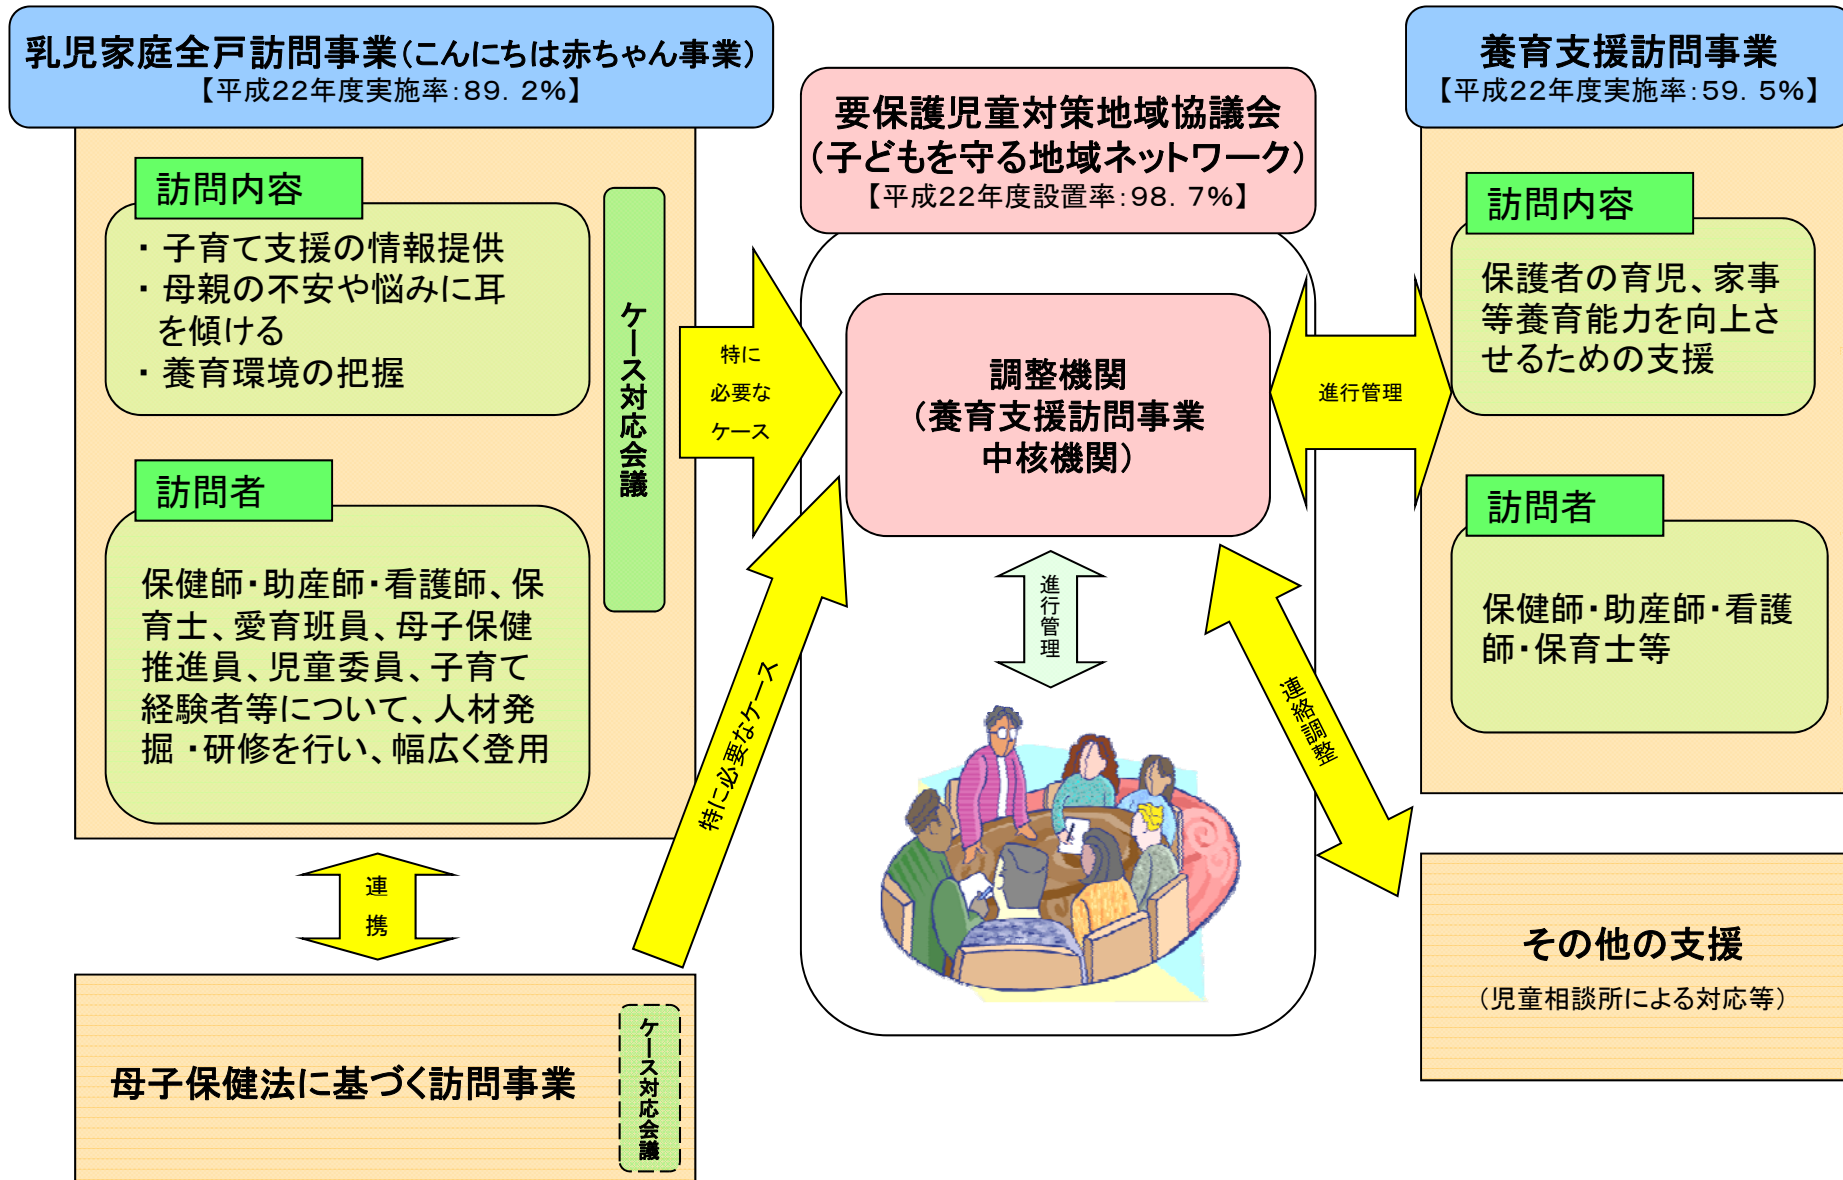 乳児家庭全戸訪問事業(こんにちは赤ちゃん事業)
【平成22年度実施率:89.2%】
訪問内容
・子育て支援の情報提供
・母親の不安や悩みに耳
を傾ける
・養育環境の把握
訪問者
保健師・助産師・看護師、保
育士、愛育班員、母子保健
推進員、児童委員、子育て
経験者等について、人材発
掘・研修を行い、幅広く登用
ケース対応会議
特に
必要な
ケース
連
携
母子保健法に基づく訪問事業
ケース対応会議
特に必要なケース
要保護児童対策地域協議会
(子どもを守る地域ネットワーク)
【平成22年度設置率:98.7%】
調整機関
(養育支援訪問事業
中核機関)
進行管理
進行管理
連絡調整
養育支援訪問事業
【平成22年度実施率:59.5%】
訪問内容
保護者の育児、家事
等養育能力を向上さ
せるための支援
訪問者
保健師・助産師・看護
師・保育士等
その他の支援
(児童相談所による対応等)